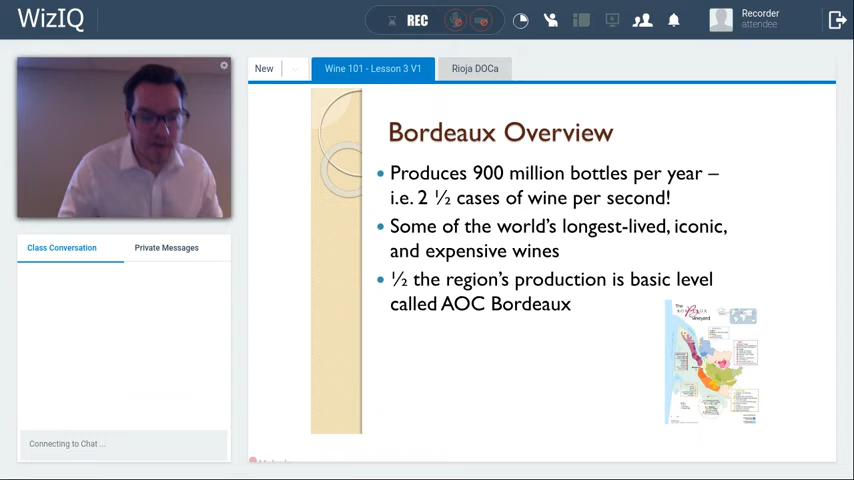 WizIQ
REC
Recorder
attendee
New
Wine 101 - Lesson 3 V1
Rioja DOCa
Bordeaux Overview
Produces 900 million bottles per year –
i.e. 2 ½ cases of wine per second!
Some of the world's longest-lived, iconic,
and expensive wines
½ the region's production is basic level
called AOC Bordeaux
The
Class Conversation
Private Messages
Connecting to Chat ...